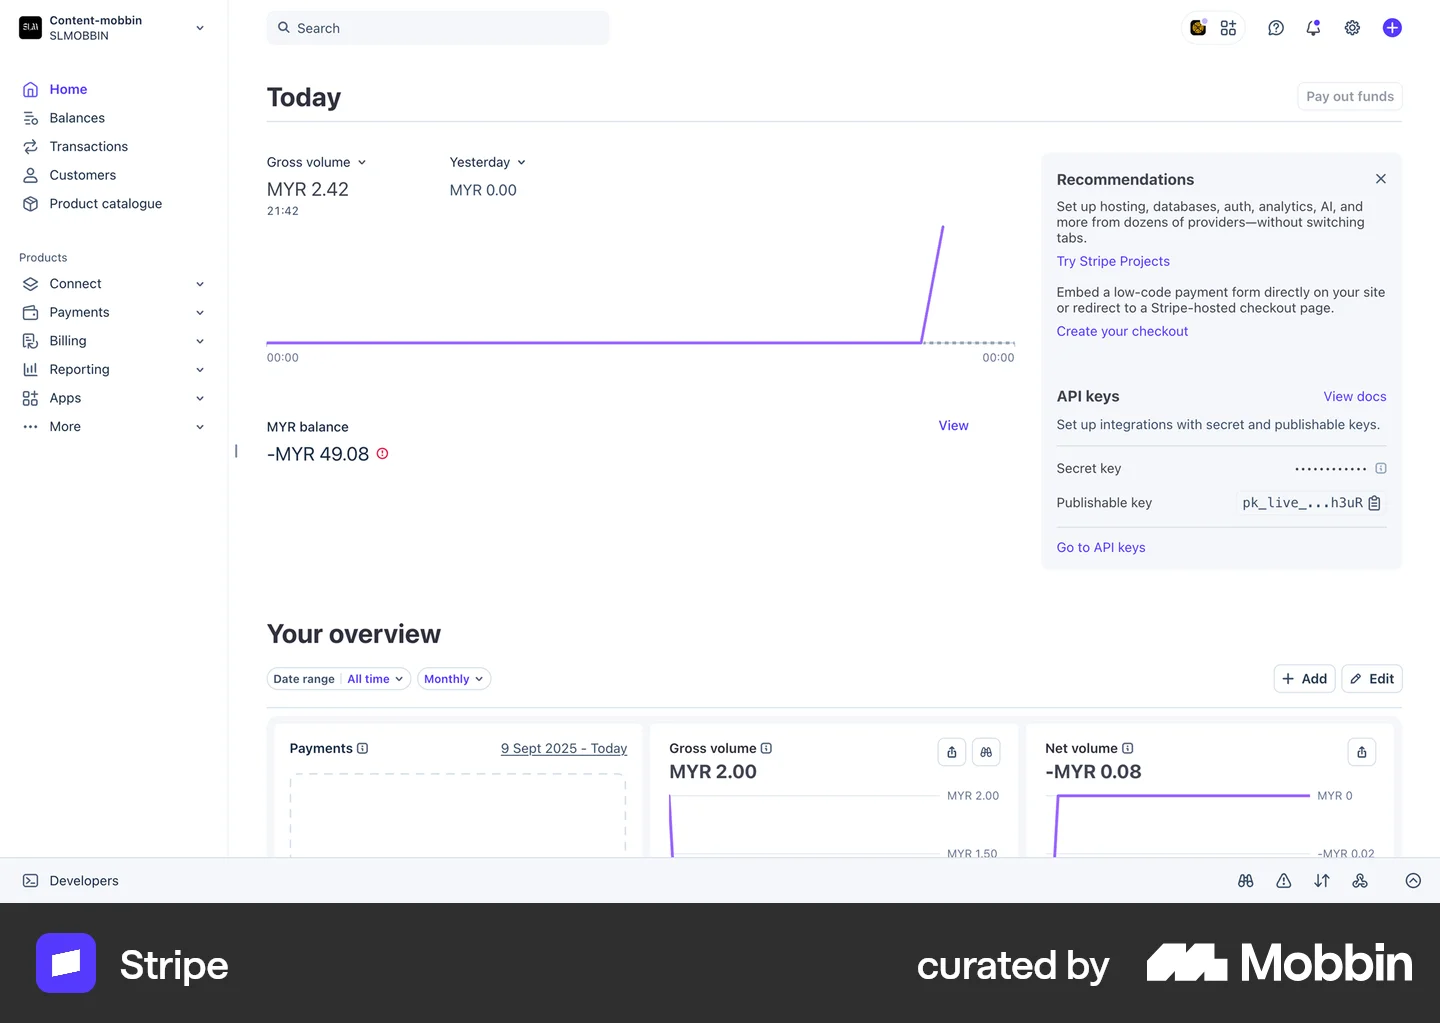 SLM
Content-mobbin
SLMOBBIN
Search
Home
Balances
Transactions
Customers
Product catalogue
Products
Connect
Payments
Billing
Reporting
Apps
More
Today
Pay out funds
Gross volume
MYR 2.42
21:42
Yesterday
MYR 0.00
00:00
00:00
MYR balance
View
-MYR 49.08
Recommendations
Set up hosting, databases, auth, analytics, AI, and
more from dozens of providers—without switching
tabs.
Try Stripe Projects
Embed a low-code payment form directly on your site
or redirect to a Stripe-hosted checkout page.
Create your checkout
API keys
View docs
Set up integrations with secret and publishable keys.
Secret key
••••••••••••
Publishable key
pk_live_...h3uR
Go to API keys
Your overview
Date range
All time
Monthly
Add
Edit
Payments
9 Sept 2025 - Today
Gross volume
MYR 2.00
MYR 2.00
MYR 1.50
Net volume
-MYR 0.08
MYR 0
-MYR 0.02
Developers
Stripe
curated by
Mobbin